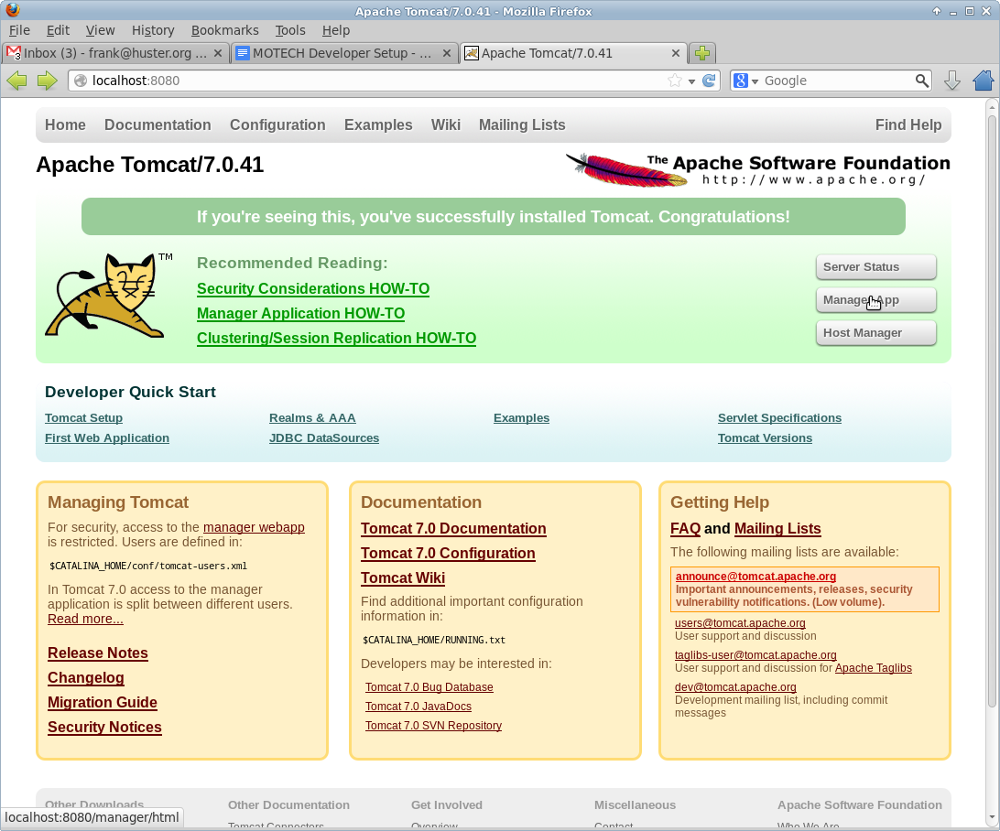 Apache Tomcat/7.0.41 - Mozilla Firefox
File Edit View History Bookmarks Tools Help
Inbox (3) - frank@huster.org ...
MOTECH Developer Setup - ...
Apache Tomcat/7.0.41
localhost:8080
Google
Home Documentation Configuration Examples Wiki Mailing Lists Find Help
Apache Tomcat/7.0.41
The Apache Software Foundation
http://www.apache.org/
If you're seeing this, you've successfully installed Tomcat. Congratulations!
TM
Recommended Reading:
Security Considerations HOW-TO
Manager Application HOW-TO
Clustering/Session Replication HOW-TO
Server Status
Manager App
Host Manager
Developer Quick Start
Tomcat Setup
First Web Application
Realms & AAA
JDBC DataSources
Examples
Servlet Specifications
Tomcat Versions
Managing Tomcat
For security, access to the manager webapp
is restricted. Users are defined in:
$CATALINA_HOME/conf/tomcat-users.xml
In Tomcat 7.0 access to the manager
application is split between different users.
Read more...
Release Notes
Changelog
Migration Guide
Security Notices
Documentation
Tomcat 7.0 Documentation
Tomcat 7.0 Configuration
Tomcat Wiki
Find additional important configuration
information in:
$CATALINA_HOME/RUNNING.txt
Developers may be interested in:
Tomcat 7.0 Bug Database
Tomcat 7.0 JavaDocs
Tomcat 7.0 SVN Repository
Getting Help
FAQ and Mailing Lists
The following mailing lists are available:
announce@tomcat.apache.org
Important announcements, releases, security
vulnerability notifications. (Low volume).
users@tomcat.apache.org
User support and discussion
taglibs-user@tomcat.apache.org
User support and discussion for Apache Taglibs
dev@tomcat.apache.org
Development mailing list, including commit
messages
Other Downloads
Other Documentation
Get Involved
Miscellaneous
Apache Software Foundation
localhost:8080/manager/html
Tomcat Connectors
Overview
Contact
Who We Are